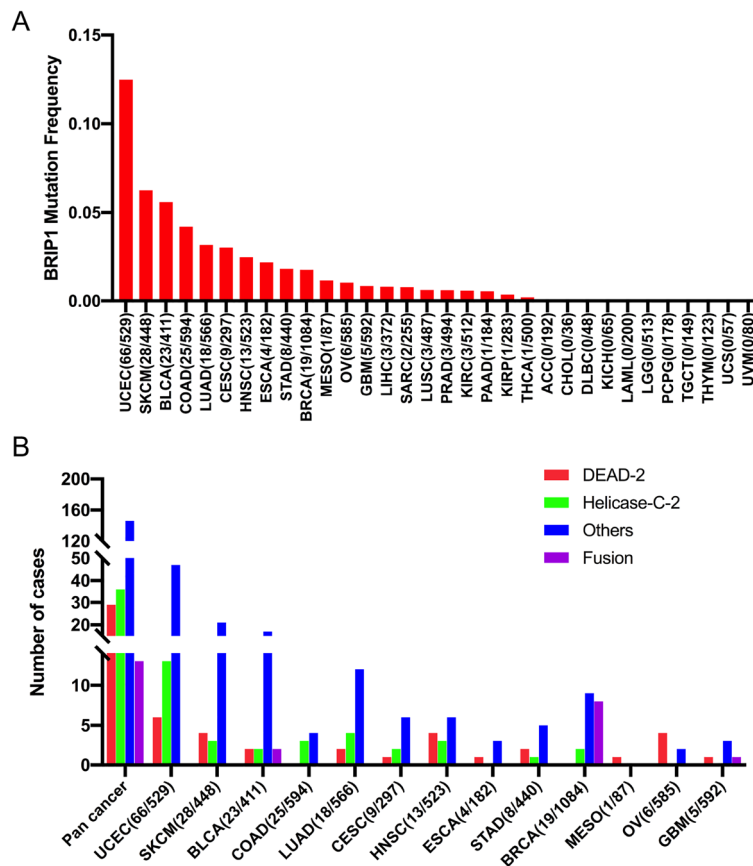 A
BRIP1 Mutation Frequency
0.15
0.10
0.05
0.00
UCEC(66/529)
SKCM(28/448)
BLCA(23/411)
COAD(25/594)
LUAD(18/566)
CESC(9/297)
HNSC(13/523)
ESCA(4/182)
STAD(8/440)
BRCA(19/1084)
MESO(1/87)
OV(6/585)
GBM(5/592)
LIHC(3/372)
SARC(2/255)
LUSC(3/487)
PRAD(3/494)
KIRC(3/512)
PAAD(1/184)
KIRP(1/283)
THCA(1/500)
ACC(0/192)
CHOL(0/36)
DLBC(0/48)
KICH(0/65)
LAML(0/200)
LGG(0/513)
PCPG(0/178)
TGCT(0/149)
THYM(0/123)
UCS(0/57)
UVM(0/80)
B
Number of cases
200
160
120
50
40
30
20
10
5
0
DEAD-2
Helicase-C-2
Others
Fusion
Pan cancer
UCEC(66/529)
SKCM(28/448)
BLCA(23/411)
COAD(25/594)
LUAD(18/566)
CESC(9/297)
HNSC(13/523)
ESCA(4/182)
STAD(8/440)
BRCA(19/1084)
MESO(1/87)
OV(6/585)
GBM(5/592)